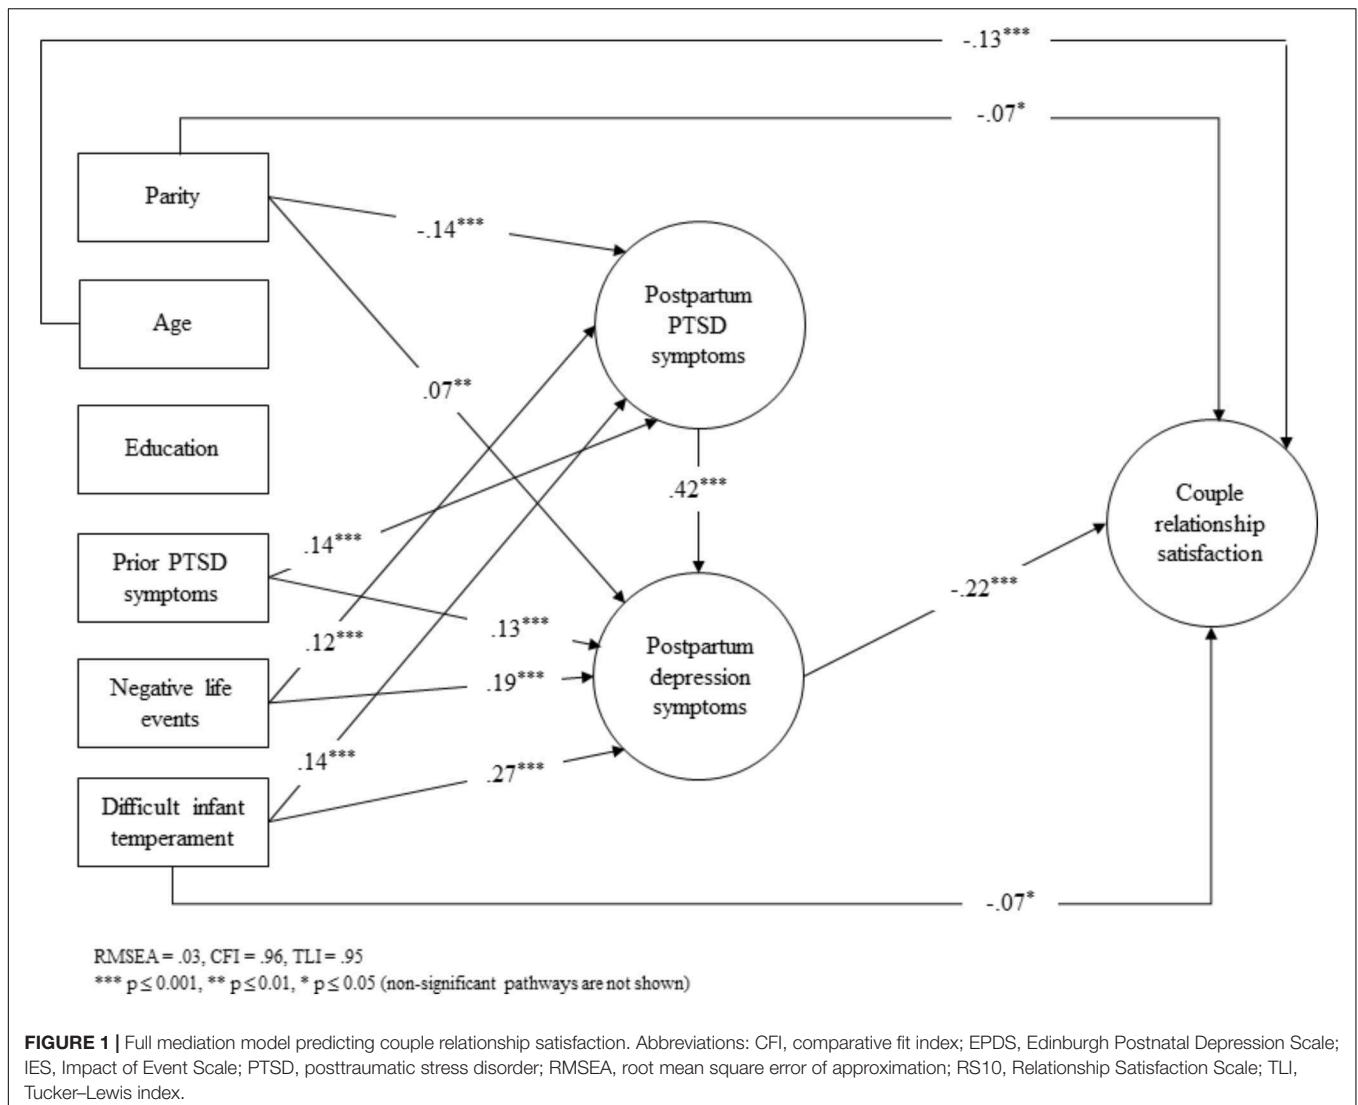 -.13***
-.07*
Parity
-.14***
Postpartum
PTSD
symptoms
Age
.07**
Education
.42***
Couple
relationship
satisfaction
.14***
Prior PTSD
symptoms
-.22***
.13***
.12***
Postpartum
depression
symptoms
.19***
Negative life
events
.14***
.27***
Difficult infant
temperament
-.07*
RMSEA = .03, CFI = .96, TLI = .95
*** p ≤ 0.001, ** p ≤ 0.01, * p ≤ 0.05 (non-significant pathways are not shown)
FIGURE 1 | Full mediation model predicting couple relationship satisfaction. Abbreviations: CFI, comparative fit index; EPDS, Edinburgh Postnatal Depression Scale;
IES, Impact of Event Scale; PTSD, posttraumatic stress disorder; RMSEA, root mean square error of approximation; RS10, Relationship Satisfaction Scale; TLI,
Tucker–Lewis index.